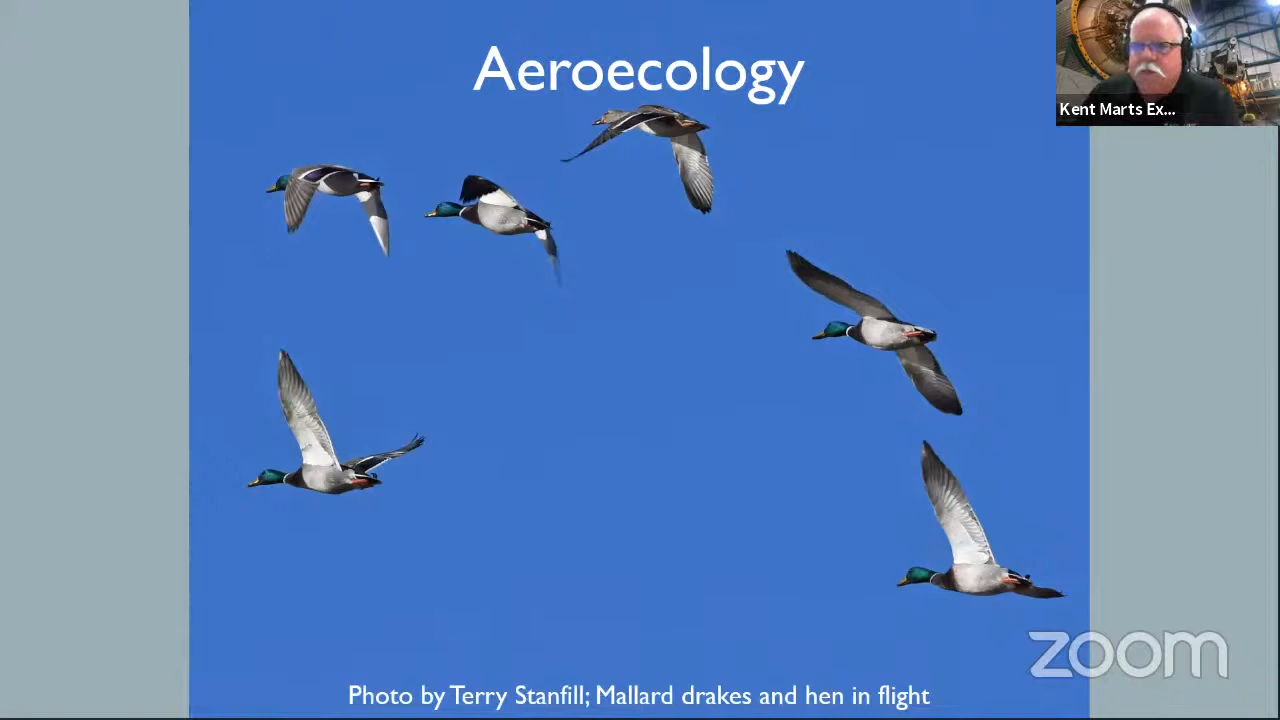 Aeroecology
Kent Marts Ex...
zoom
Photo by Terry Stanfill; Mallard drakes and hen in flight